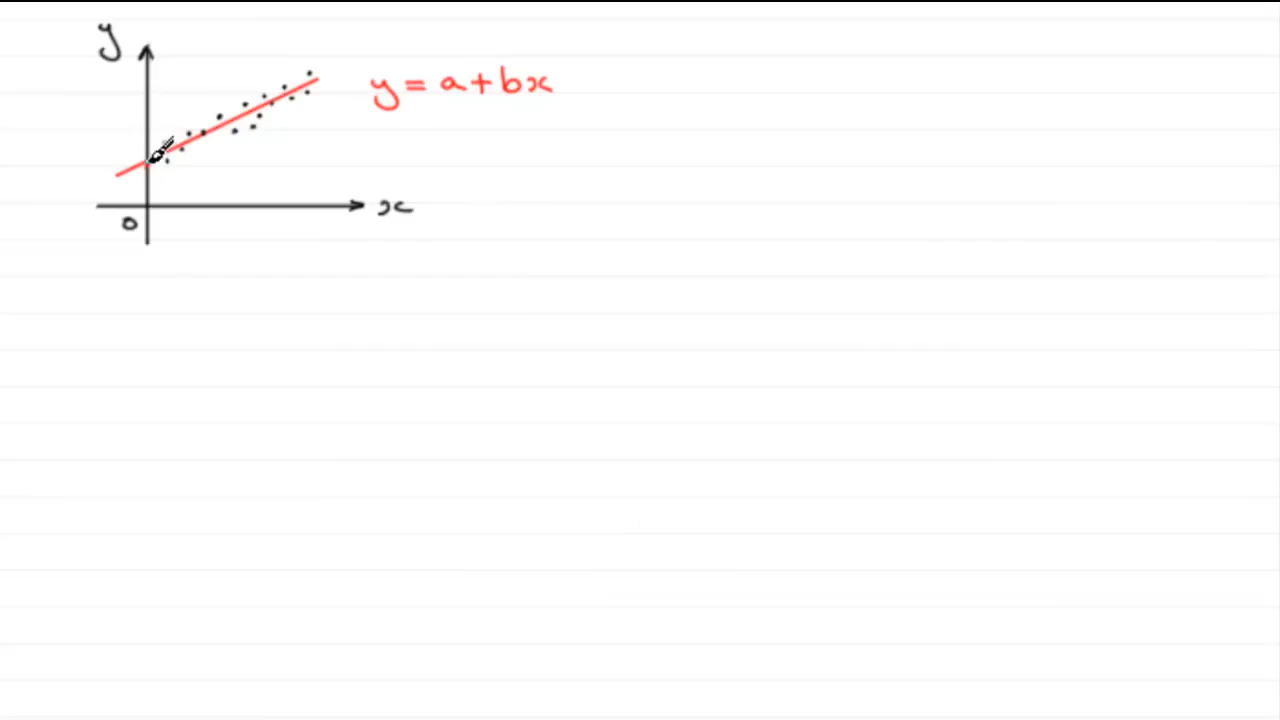 y
y = a + bx
x
0